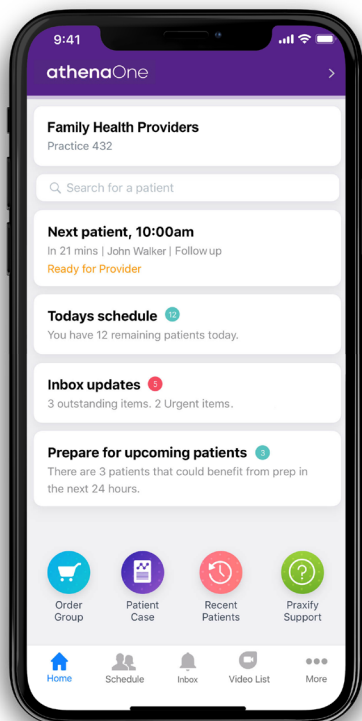 9:41
athenaOne
Family Health Providers
Practice 432
Search for a patient
Next patient, 10:00am
In 21 mins | John Walker | Follow up
Ready for Provider
Todays schedule 12
You have 12 remaining patients today.
Inbox updates 5
3 outstanding items. 2 Urgent items.
Prepare for upcoming patients 3
There are 3 patients that could benefit from prep in
the next 24 hours.
Order
Group
Patient
Case
Recent
Patients
Praxify
Support
Home
Schedule
Inbox
Video List
More